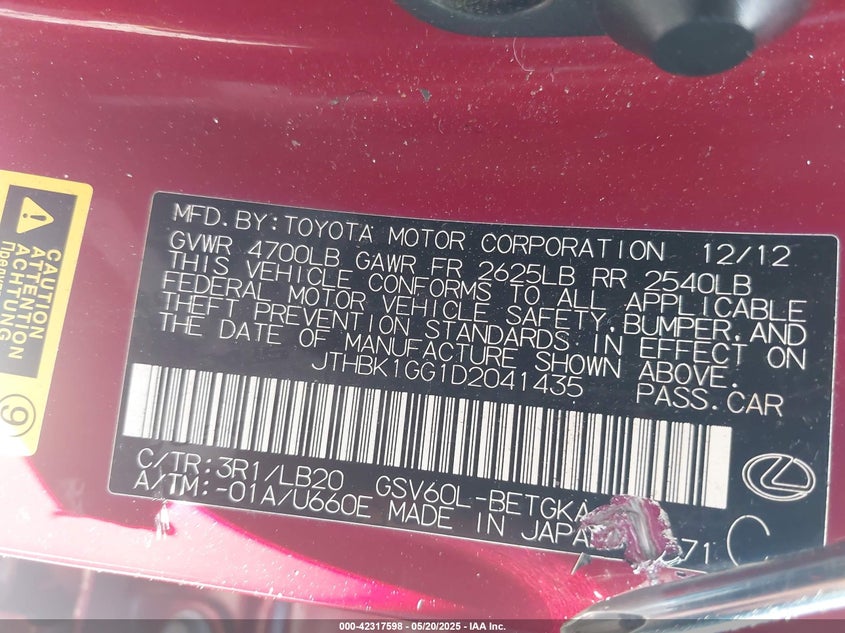 CAUTION
ATTENTION
ACHTUNG
9
MFD. BY: TOYOTA MOTOR CORPORATION 12/12
GVWR 4700LB GAWR FR 2625LB RR 2540LB
THIS VEHICLE CONFORMS TO ALL APPLICABLE
FEDERAL MOTOR VEHICLE SAFETY, BUMPER, AND
THEFT PREVENTION STANDARDS IN EFFECT ON
THE DATE OF MANUFACTURE SHOWN ABOVE.
JTHBK1GG1D2041435 PASS.CAR
C/TR:3R1/LB20 GSV60L-BETGKA
A/TM:-01A/U660E MADE IN JAPA 71 C
000-42317598 - 05/20/2025 - IAA Inc.